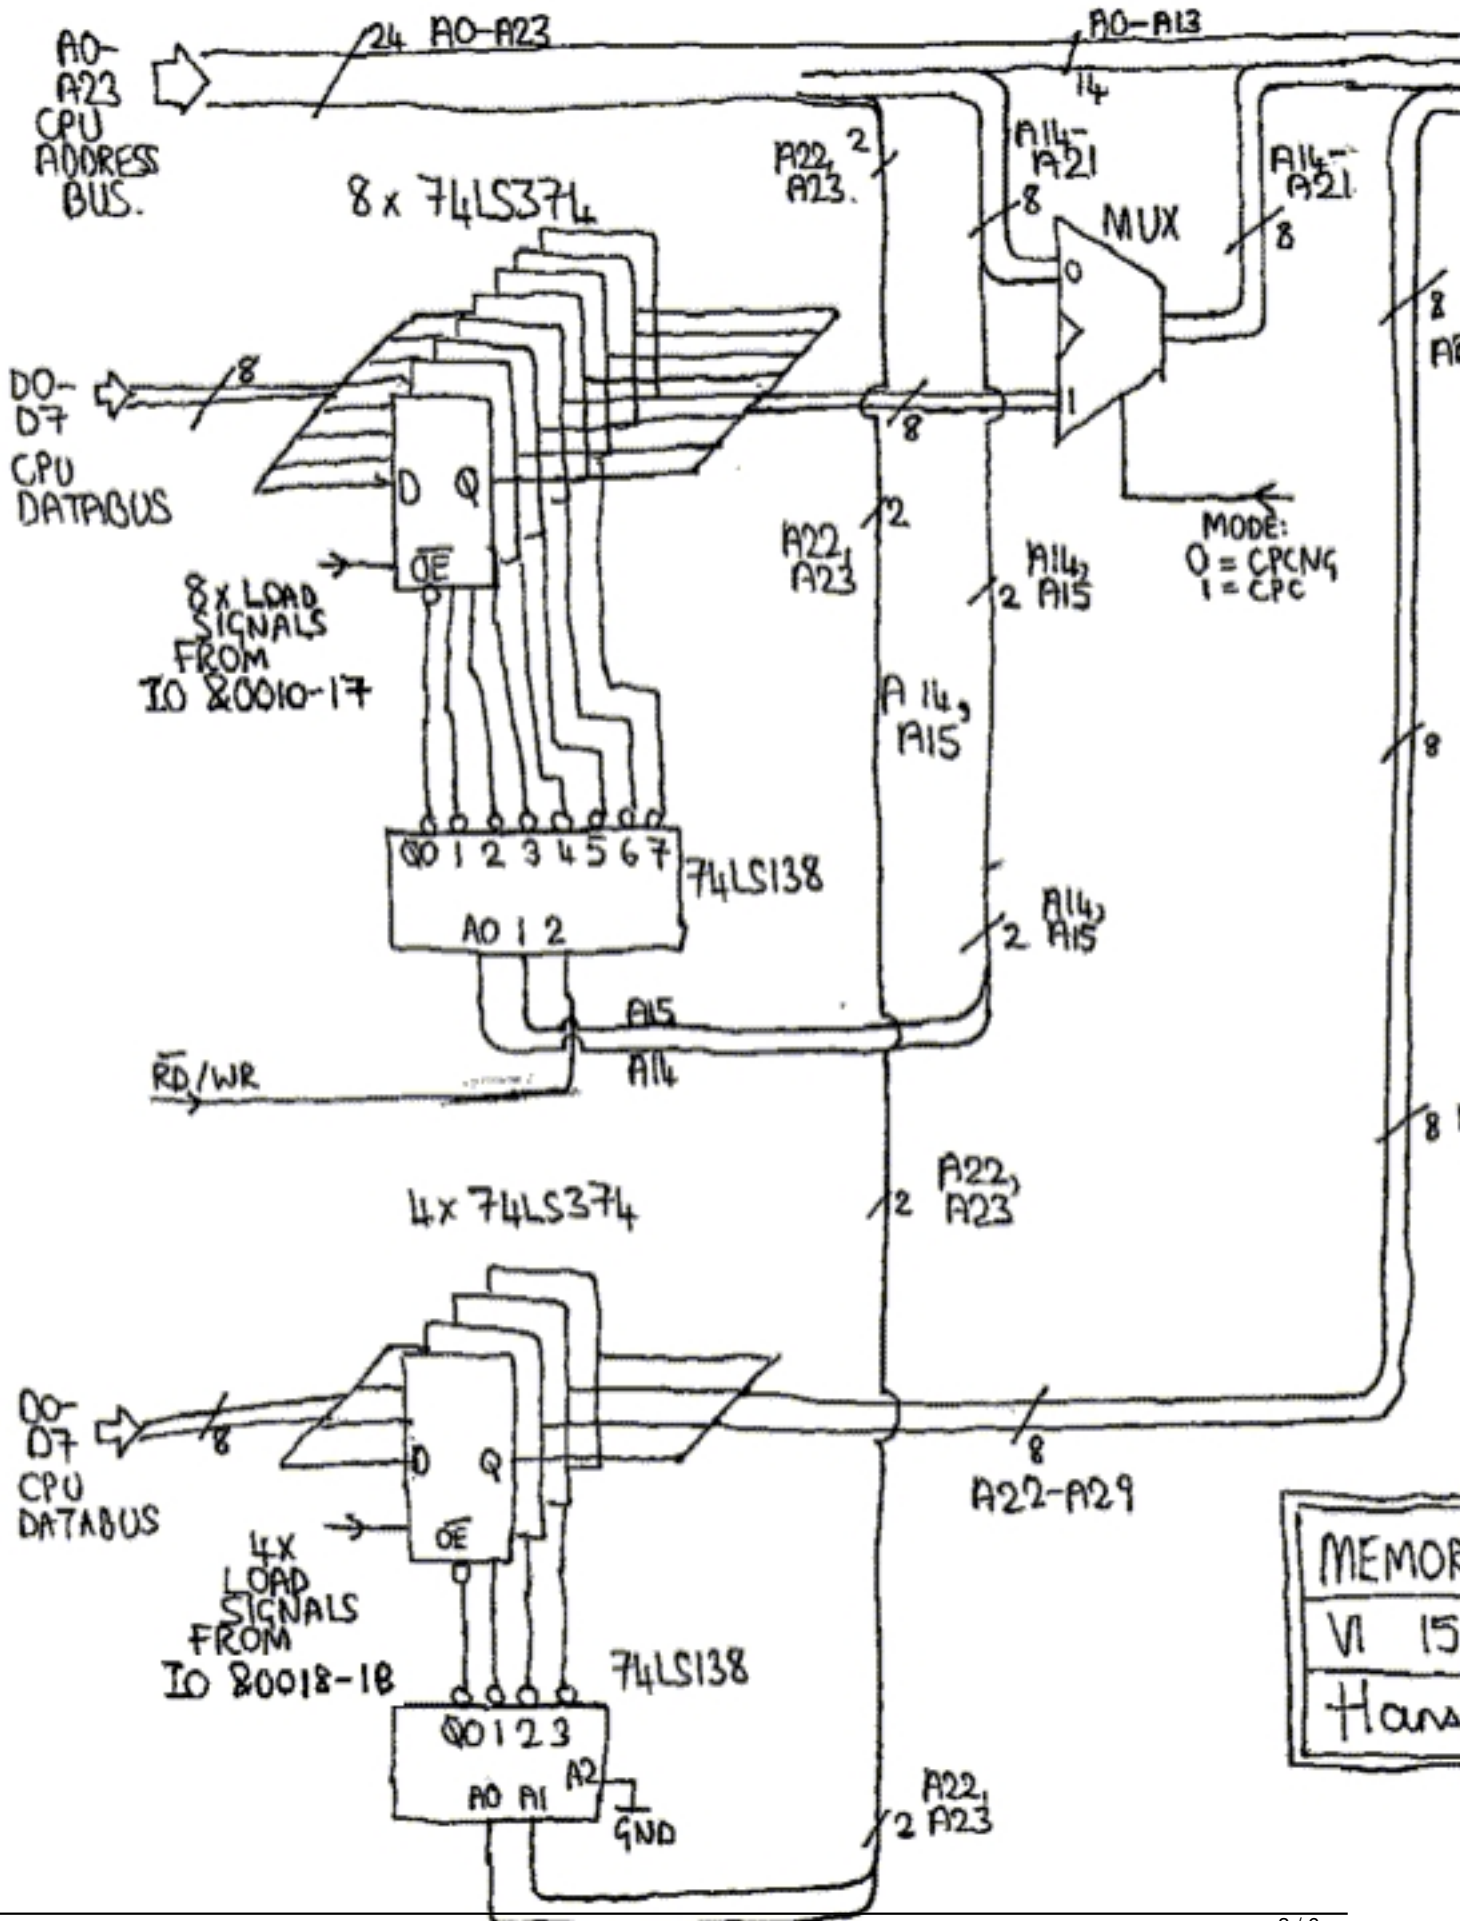 A0-
A23
CPU
ADDRESS
BUS.
24 A0-A23
A0-A13
14
2
A22,
A23.
A14-
A21
8
MUX
A14-
A21
8
8 x 74LS374
0
1
8
D0-
D7
CPU
DATABUS
8
D Q
OE
8
2
A22,
A23
MODE:
0 = CPCNG
1 = CPC
8x LOAD
SIGNALS
FROM
IO &0010-17
A14,
2 A15
A14,
A15
8
Q0 1 2 3 4 5 6 7
74LS138
A0 1 2
A14,
2 A15
A15
A14
RD/WR
8
4x 74LS374
A22,
2 A23
D0-
D7
CPU
DATABUS
8
D Q
OE
8
A22-A29
4x
LOAD
SIGNALS
FROM
IO &0018-1B
74LS138
Q0 1 2 3
A2
A0 A1
GND
A22,
2 A23
MEMOR
V1 15
Hans